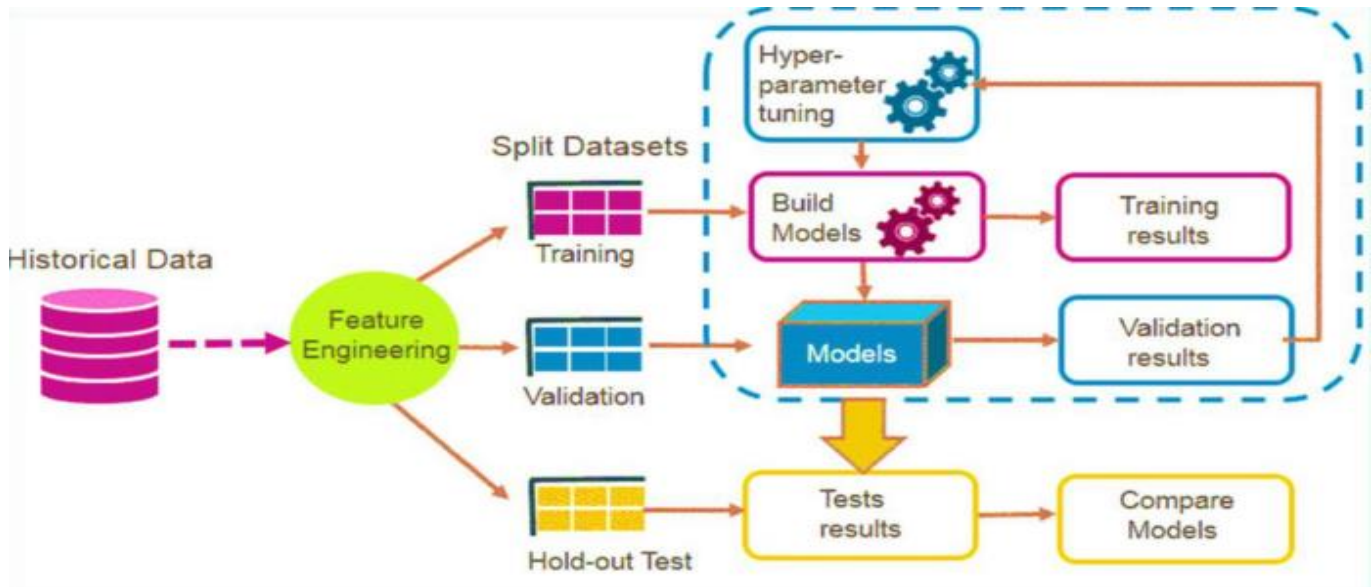 Hyper-
parameter
tuning
Split Datasets
Build
Models
Training
results
Training
Historical Data
Feature
Engineering
Models
Validation
results
Validation
Tests
results
Compare
Models
Hold-out Test